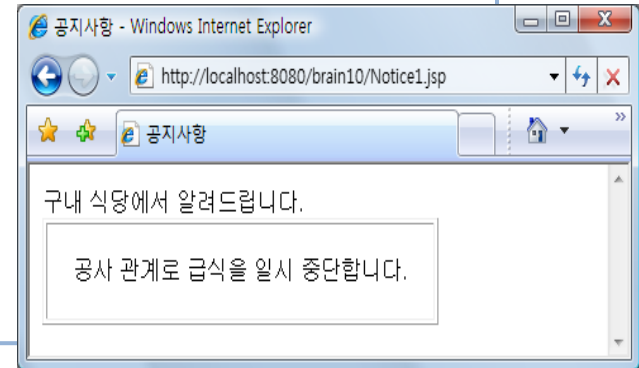 공지사항 - Windows Internet Explorer
http://localhost:8080/brain10/Notice1.jsp
공지사항
구내 식당에서 알려드립니다.
공사 관계로 급식을 일시 중단합니다.